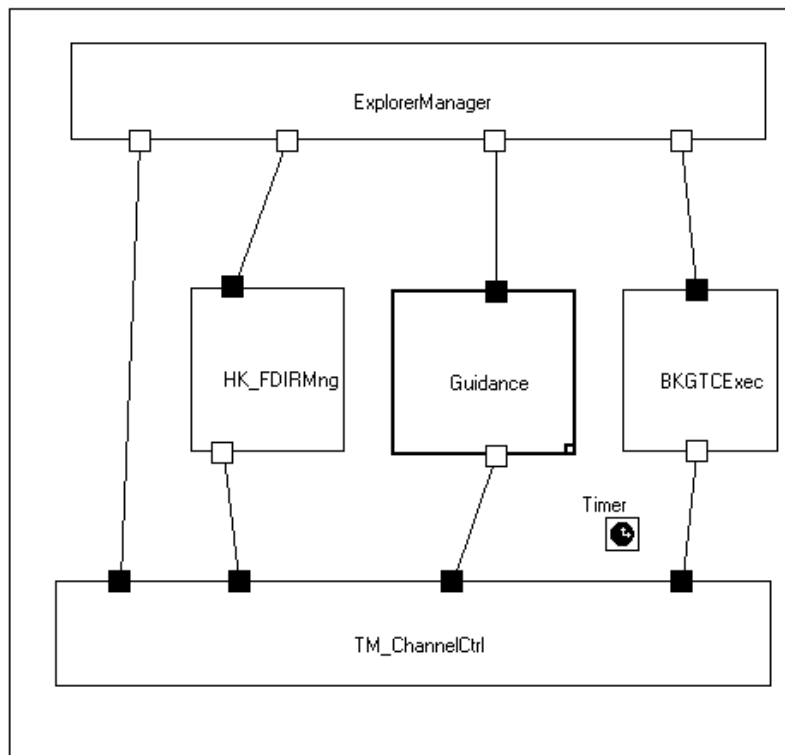 ExplorerManager
HK_FDIRMng
Guidance
BKGTCExec
Timer
TM_ChannelCtrl